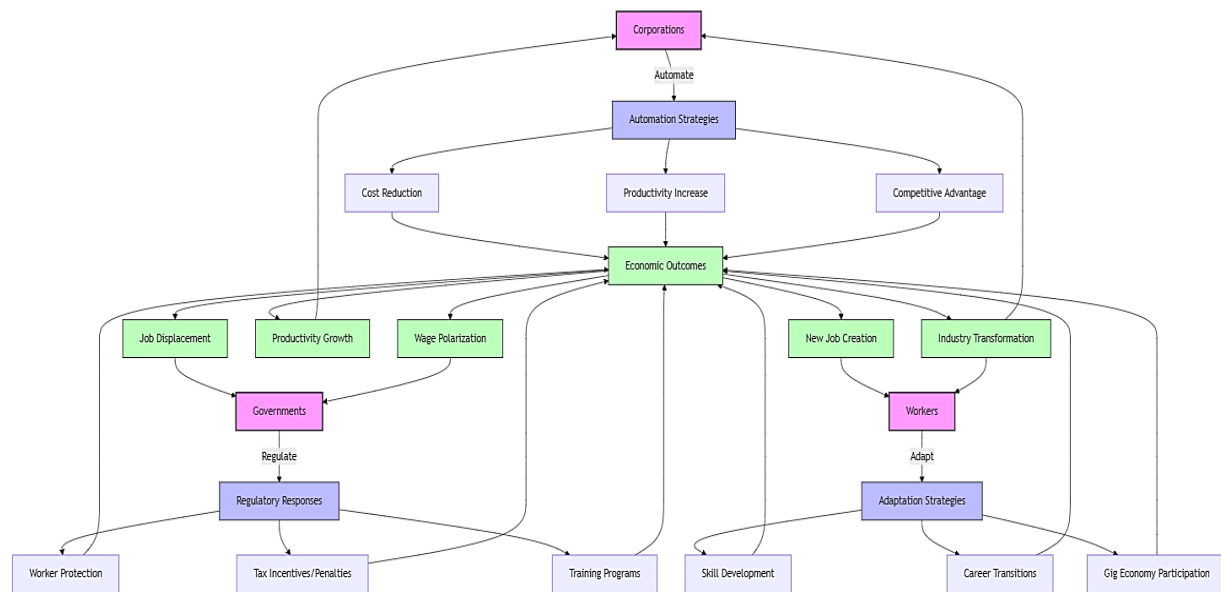 Corporations
Automate
Automation Strategies
Cost Reduction
Productivity Increase
Competitive Advantage
Economic Outcomes
Job Displacement
Productivity Growth
Wage Polarization
New Job Creation
Industry Transformation
Governments
Workers
Regulate
Adapt
Regulatory Responses
Adaptation Strategies
Worker Protection
Tax Incentives/Penalties
Training Programs
Skill Development
Career Transitions
Gig Economy Participation